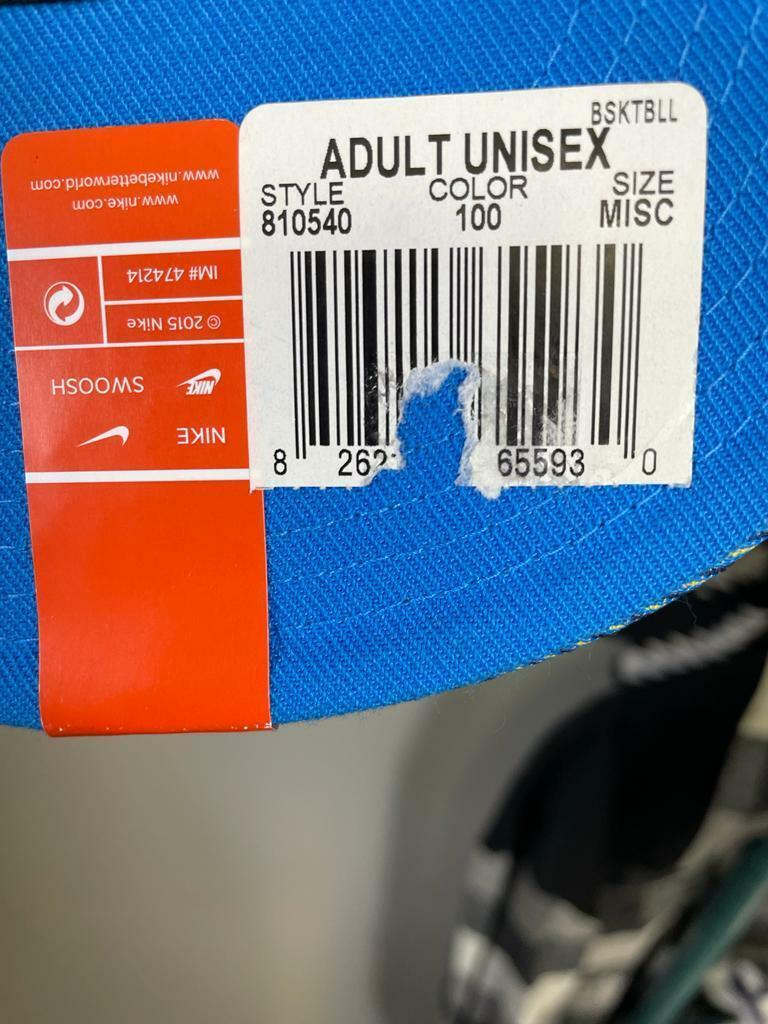 BSKTBLL
ADULT UNISEX
STYLE COLOR SIZE
810540 100 MISC
8 65593 0
www.nikebetterworld.com
www.nike.com
IM# 474214
© 2015 Nike
SWOOSH NIKE
NIKE